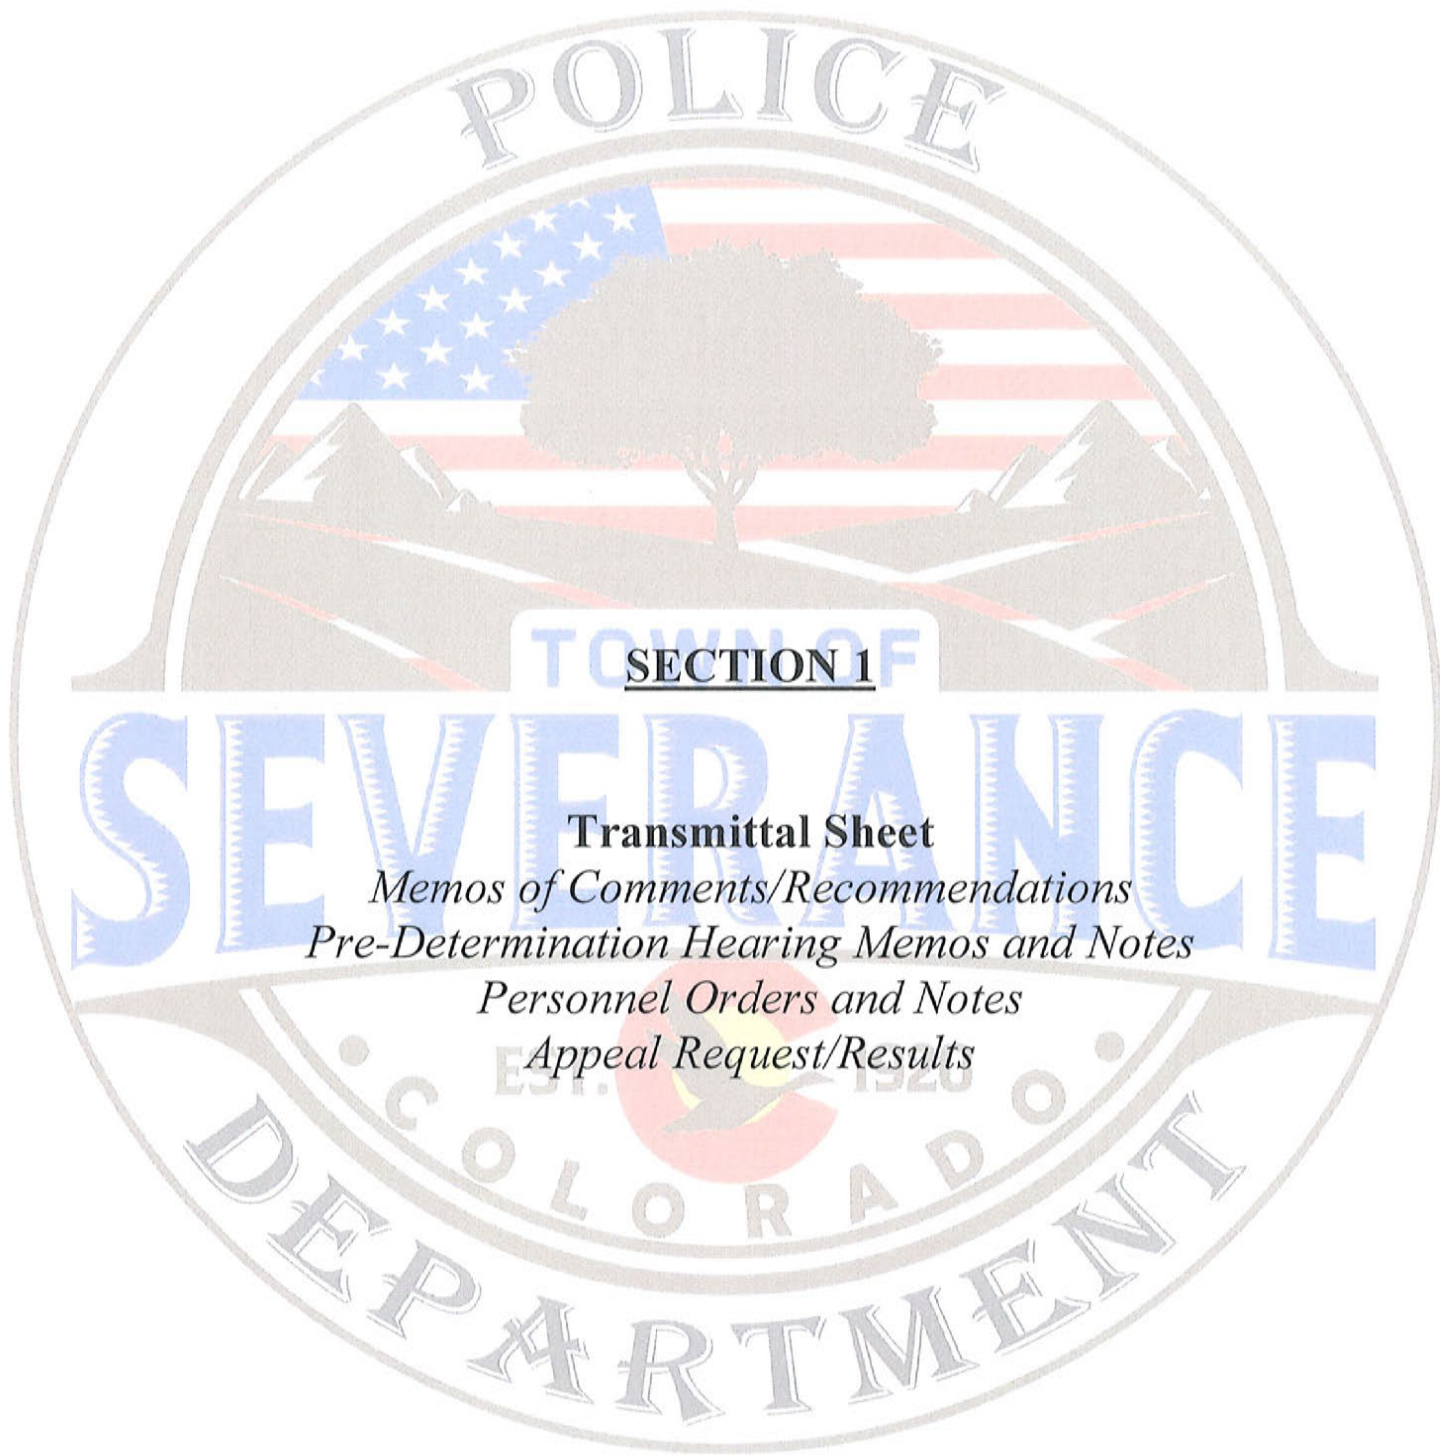 POLICE
TOWN OF
SECTION 1
SEVERANCE
Transmittal Sheet
Memos of Comments/Recommendations
Pre-Determination Hearing Memos and Notes
Personnel Orders and Notes
Appeal Request/Results
EST. 1920
COLORADO
DEPARTMENT